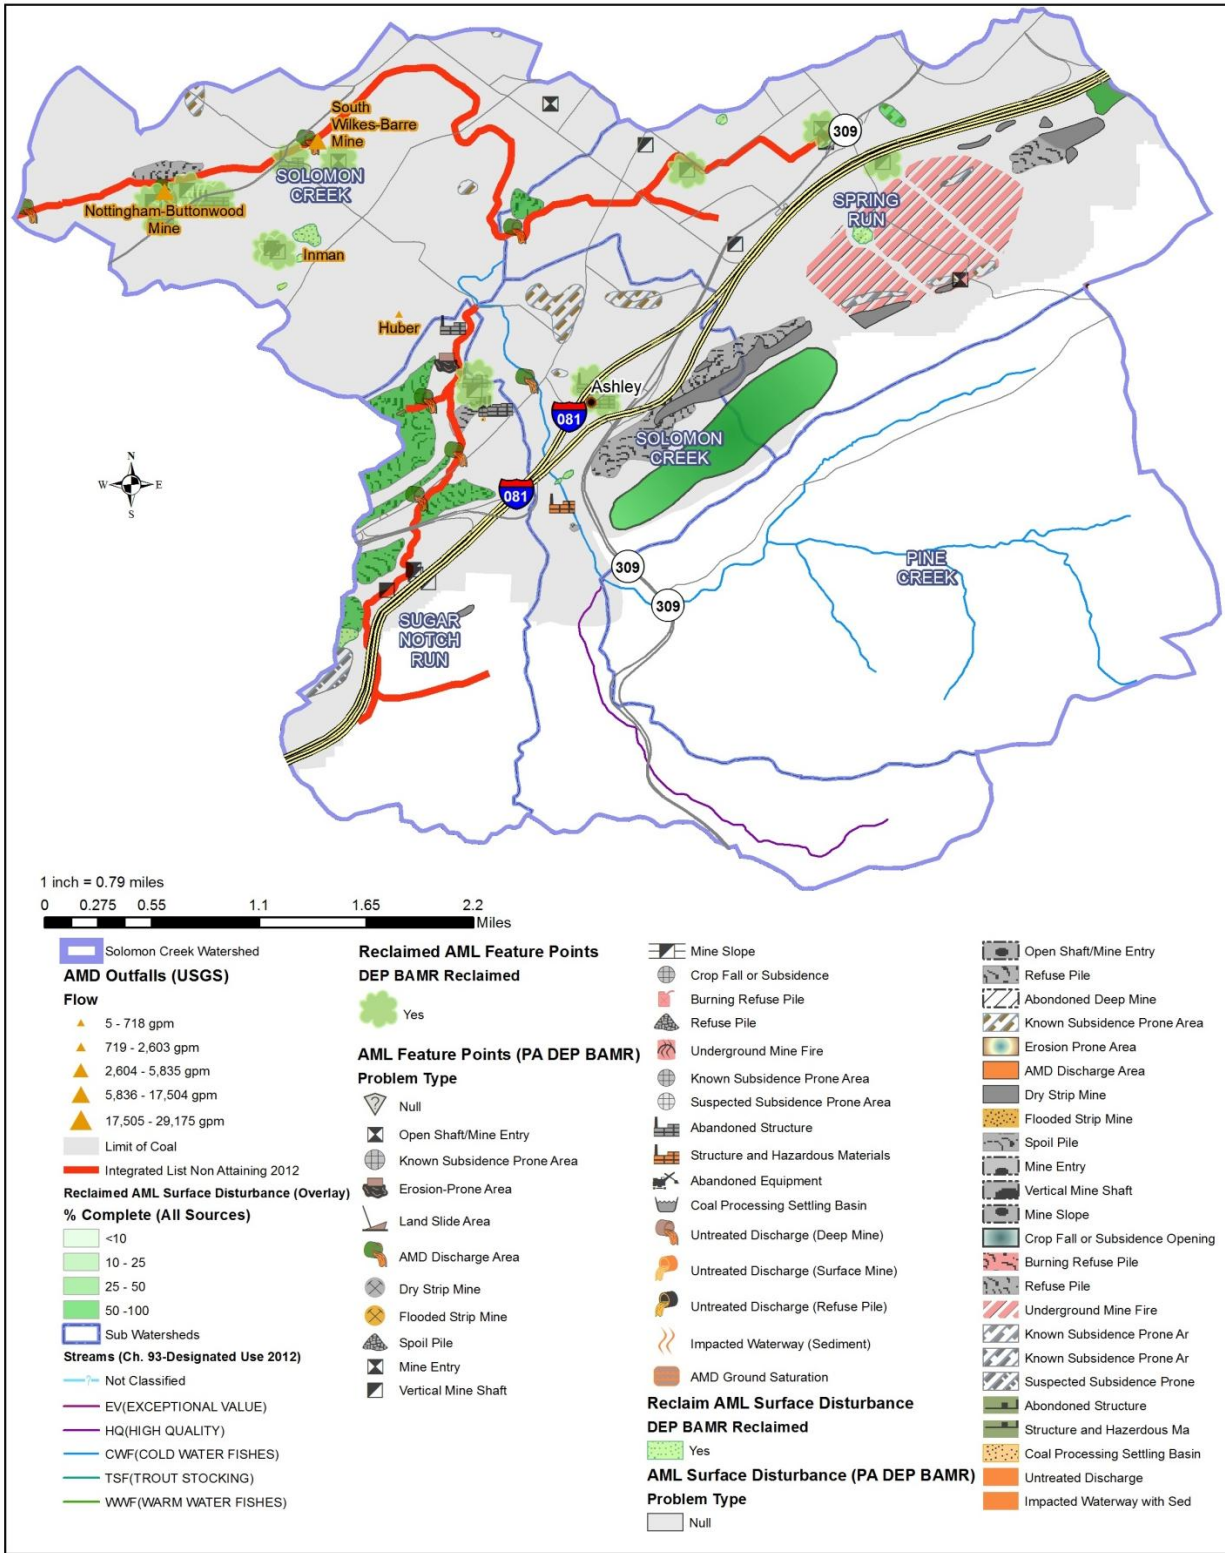 South
Wilkes-Barre
Mine
SOLOMON
CREEK
Nottingham-Buttonwood
Mine
Inman
Huber
309
SPRING
RUN
Ashley
081
SOLOMON
CREEK
081
N
W
E
S
309
309
PINE
CREEK
SUGAR
NOTCH
RUN
1 inch = 0.79 miles
0 0.275 0.55 1.1 1.65 2.2
Miles
Solomon Creek Watershed
AMD Outfalls (USGS)
Flow
5 - 718 gpm
719 - 2,603 gpm
2,604 - 5,835 gpm
5,836 - 17,504 gpm
17,505 - 29,175 gpm
Limit of Coal
Integrated List Non Attaining 2012
Reclaimed AML Surface Disturbance (Overlay)
% Complete (All Sources)
<10
10 - 25
25 - 50
50 -100
Sub Watersheds
Streams (Ch. 93-Designated Use 2012)
Not Classified
EV(EXCEPTIONAL VALUE)
HQ(HIGH QUALITY)
CWF(COLD WATER FISHES)
TSF(TROUT STOCKING)
WWF(WARM WATER FISHES)
Reclaimed AML Feature Points
DEP BAMR Reclaimed
Yes
AML Feature Points (PA DEP BAMR)
Problem Type
Null
Open Shaft/Mine Entry
Known Subsidence Prone Area
Erosion-Prone Area
Land Slide Area
AMD Discharge Area
Dry Strip Mine
Flooded Strip Mine
Spoil Pile
Mine Entry
Vertical Mine Shaft
Mine Slope
Crop Fall or Subsidence
Burning Refuse Pile
Refuse Pile
Underground Mine Fire
Known Subsidence Prone Area
Suspected Subsidence Prone Area
Abandoned Structure
Structure and Hazardous Materials
Abandoned Equipment
Coal Processing Settling Basin
Untreated Discharge (Deep Mine)
Untreated Discharge (Surface Mine)
Untreated Discharge (Refuse Pile)
Impacted Waterway (Sediment)
AMD Ground Saturation
Reclaim AML Surface Disturbance
DEP BAMR Reclaimed
Yes
AML Surface Disturbance (PA DEP BAMR)
Problem Type
Null
Open Shaft/Mine Entry
Refuse Pile
Abandoned Deep Mine
Known Subsidence Prone Area
Erosion Prone Area
AMD Discharge Area
Dry Strip Mine
Flooded Strip Mine
Spoil Pile
Mine Entry
Vertical Mine Shaft
Mine Slope
Crop Fall or Subsidence Opening
Burning Refuse Pile
Refuse Pile
Underground Mine Fire
Known Subsidence Prone Ar
Known Subsidence Prone Ar
Suspected Subsidence Prone
Abandoned Structure
Structure and Hazerdous Ma
Coal Processing Settling Basin
Untreated Discharge
Impacted Waterway with Sed